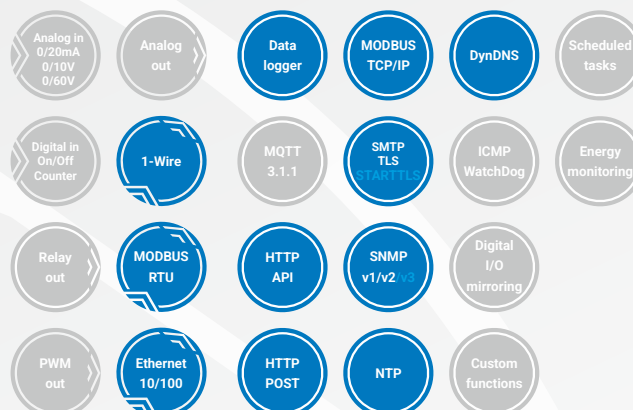 Analog in
0/20mA
0/10V
0/60V
Analog
out
Data
logger
MODBUS
TCP/IP
DynDNS
Scheduled
tasks
Digital in
On/Off
Counter
1-Wire
MQTT
3.1.1
SMTP
TLS
STARTTLS
ICMP
WatchDog
Energy
monitoring
Relay
out
MODBUS
RTU
HTTP
API
SNMP
v1/v2/v3
Digital
I/O
mirroring
PWM
out
Ethernet
10/100
HTTP
POST
NTP
Custom
functions